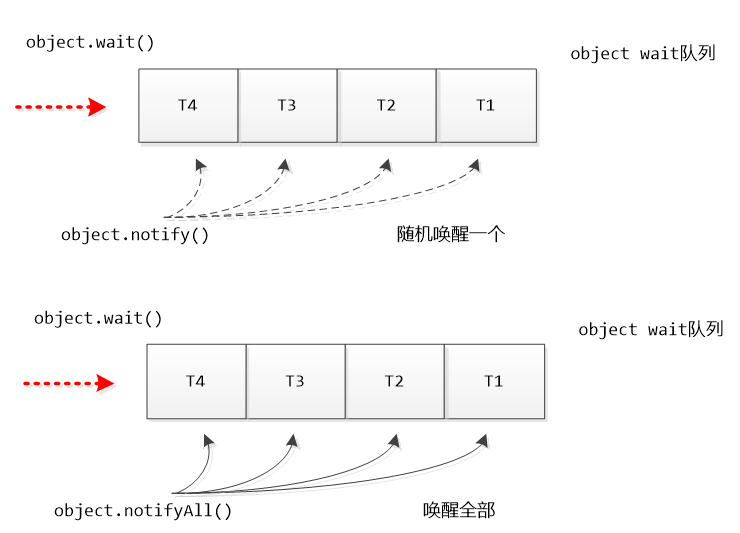 object.wait()
object wait队列
T4
T3
T2
T1
object.notify()
随机唤醒一个
object.wait()
object wait队列
T4
T3
T2
T1
object.notifyAll()
唤醒全部